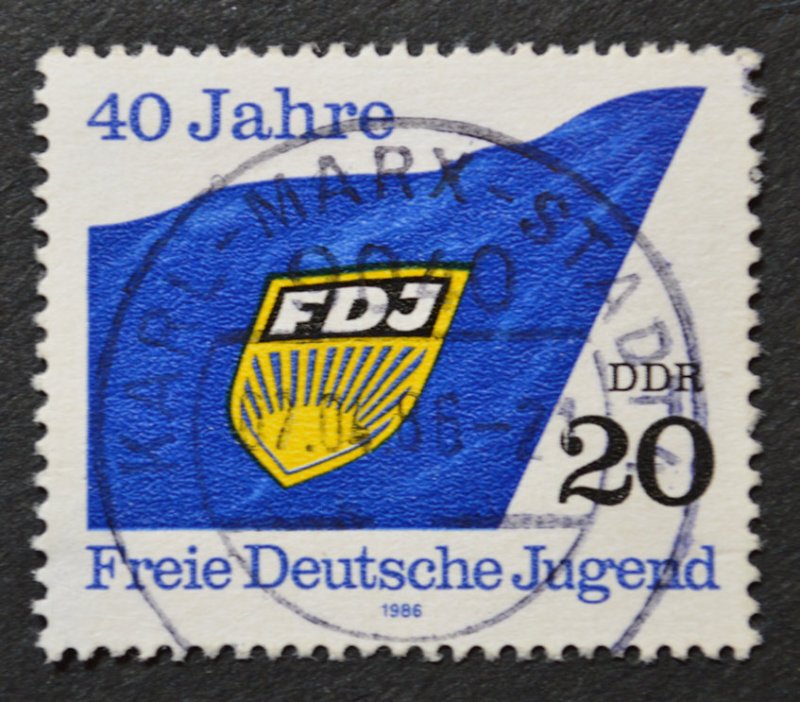 40 Jahre
KARL-MARX-STADT
FDJ
DDR
20
Freie Deutsche Jugend
1986